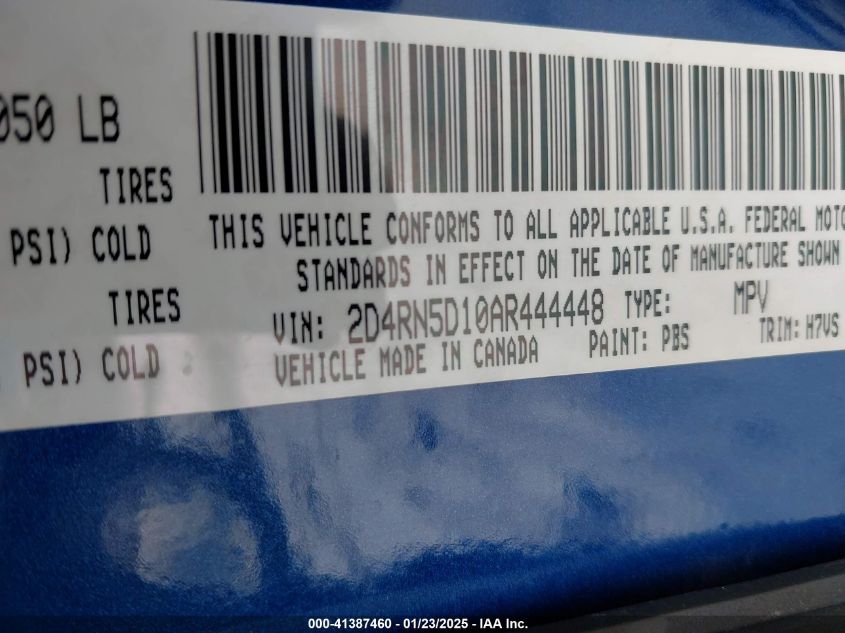 050 LB
TIRES
PSI) COLD
TIRES
PSI) COLD
THIS VEHICLE CONFORMS TO ALL APPLICABLE U.S.A. FEDERAL MOTO
STANDARDS IN EFFECT ON THE DATE OF MANUFACTURE SHOWN
VIN: 2D4RN5D10AR444448 TYPE: MPV
VEHICLE MADE IN CANADA PAINT: PBS TRIM: H7VS
000-41387460 - 01/23/2025 - IAA Inc.